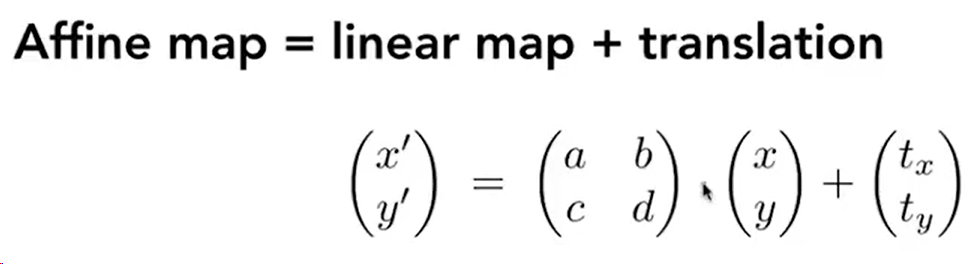 Affine map = linear map + translation
\begin{pmatrix} x' \\ y' \end{pmatrix} = \begin{pmatrix} a & b \\ c & d \end{pmatrix} \cdot \begin{pmatrix} x \\ y \end{pmatrix} + \begin{pmatrix} t_x \\ t_y \end{pmatrix}